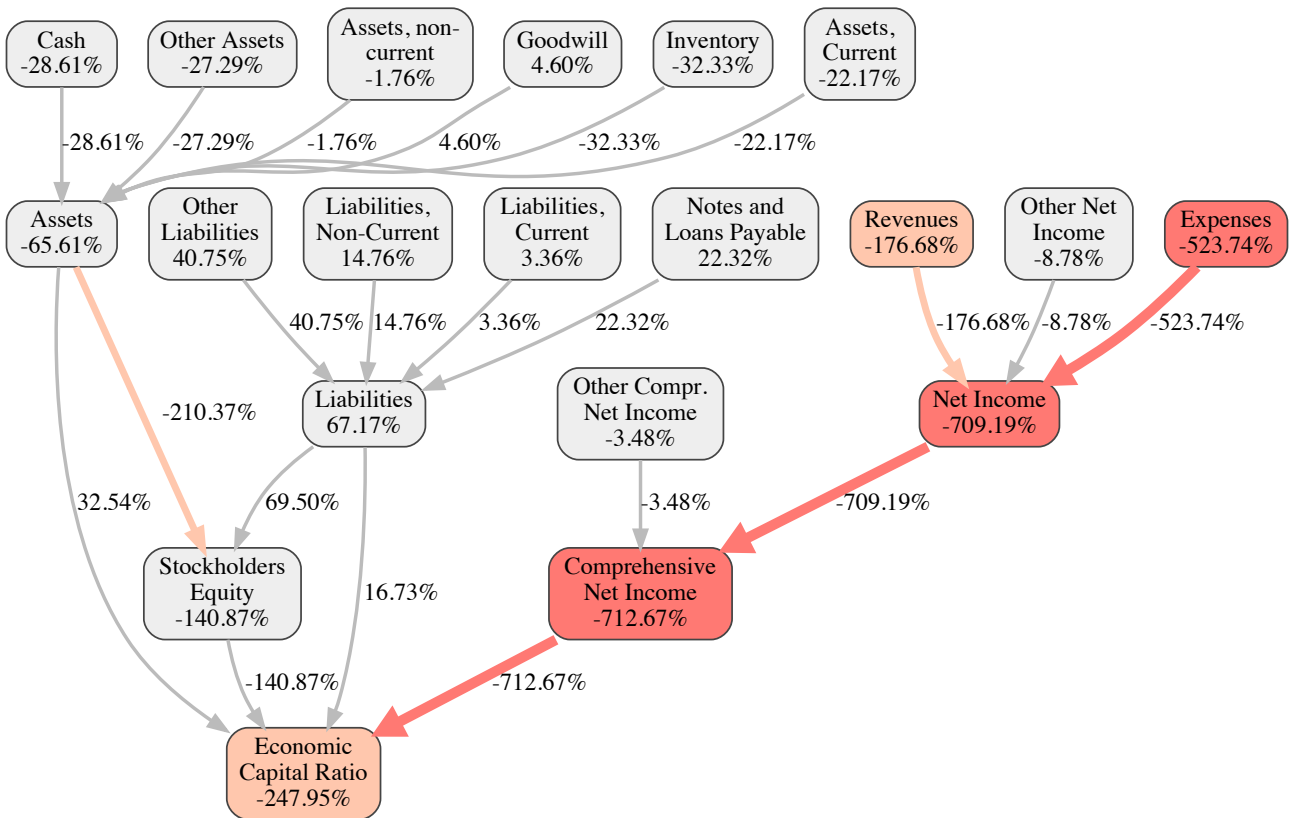 Cash
-28.61%
Other Assets
-27.29%
Assets, non-
current
-1.76%
Goodwill
4.60%
Inventory
-32.33%
Assets,
Current
-22.17%
-28.61%
-27.29%
-1.76%
4.60%
-32.33%
-22.17%
Assets
-65.61%
Other
Liabilities
40.75%
Liabilities,
Non-Current
14.76%
Liabilities,
Current
3.36%
Notes and
Loans Payable
22.32%
Revenues
-176.68%
Other Net
Income
-8.78%
Expenses
-523.74%
40.75%
14.76%
3.36%
22.32%
-176.68%
-8.78%
-523.74%
-210.37%
Liabilities
67.17%
Other Compr.
Net Income
-3.48%
Net Income
-709.19%
32.54%
69.50%
-3.48%
-709.19%
Stockholders
Equity
-140.87%
16.73%
Comprehensive
Net Income
-712.67%
-140.87%
-712.67%
Economic
Capital Ratio
-247.95%